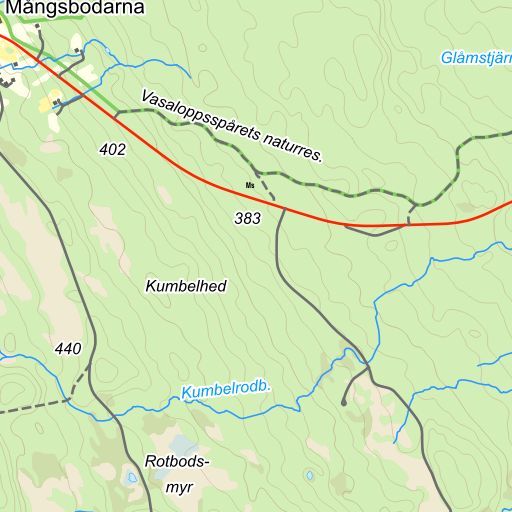 Mångsbodarna
Glåmstjärn
Vasaloppsspårets naturres.
402
Ms
383
Kumbelhed
440
Kumbelrodb.
Rotbods-
myr